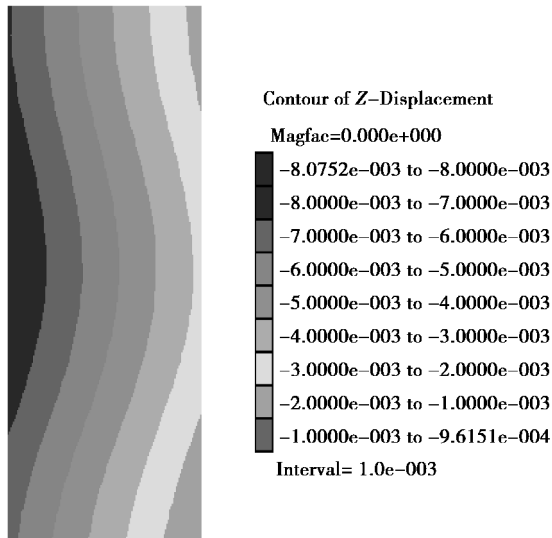 Contour of Z-Displacement
Magfac=0.000e+000
-8.0752e-003 to -8.0000e-003
-8.0000e-003 to -7.0000e-003
-7.0000e-003 to -6.0000e-003
-6.0000e-003 to -5.0000e-003
-5.0000e-003 to -4.0000e-003
-4.0000e-003 to -3.0000e-003
-3.0000e-003 to -2.0000e-003
-2.0000e-003 to -1.0000e-003
-1.0000e-003 to -9.6151e-004
Interval= 1.0e-003